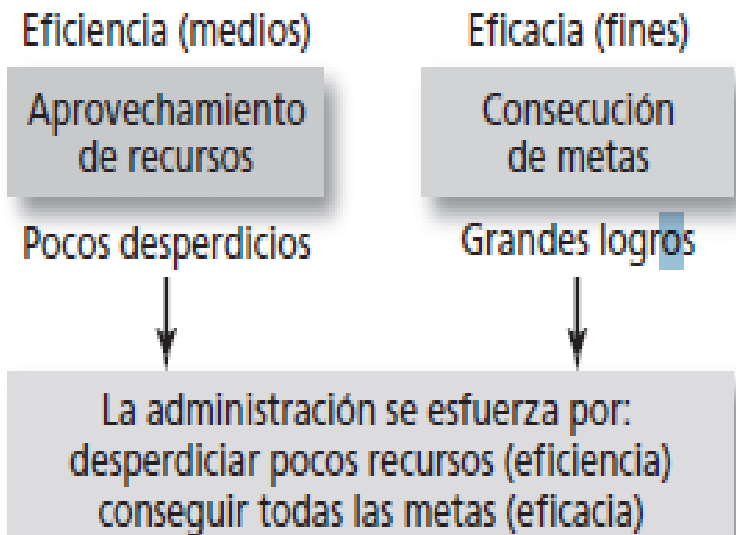 Eficiencia (medios)
Aprovechamiento
de recursos
Pocos desperdicios
Eficacia (fines)
Consecución
de metas
Grandes logros
La administración se esfuerza por:
desperdiciar pocos recursos (eficiencia)
conseguir todas las metas (eficacia)